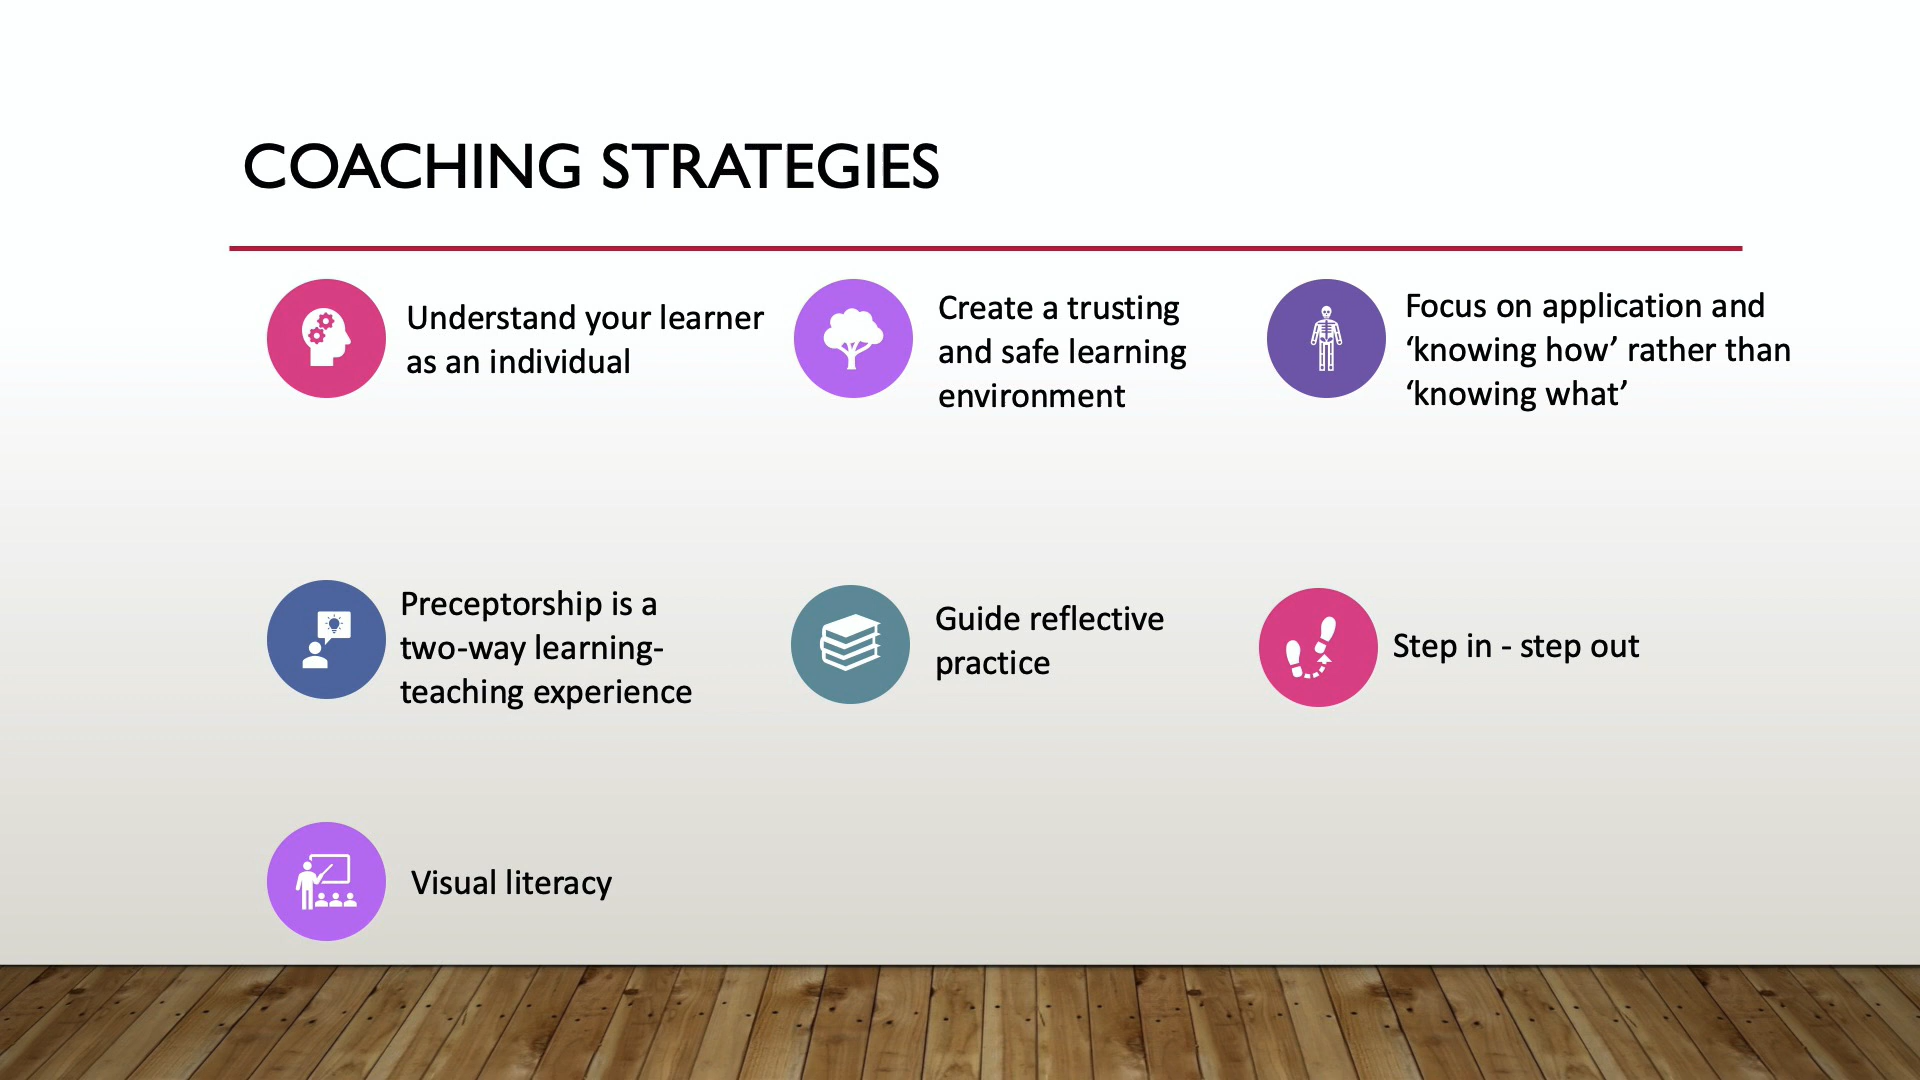 COACHING STRATEGIES
Understand your learner
as an individual
Create a trusting
and safe learning
environment
Focus on application and
‘knowing how’ rather than
‘knowing what’
Preceptorship is a
two-way learning-
teaching experience
Guide reflective
practice
Step in - step out
Visual literacy